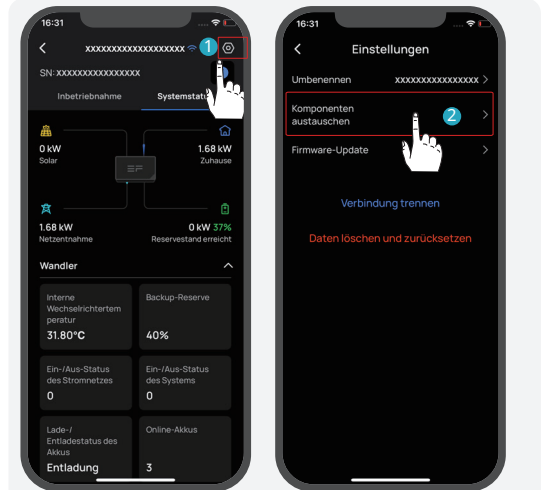 16:31
xxxxxxxxxxxxxxxxxxxx
1
SN: xxxxxxxxxxxxxxxxx
Inbetriebnahme
0 kW
Solar
1.68 kW
Zuhause
1.68 kW
Netzentnahme
0 kW 37%
Reservestand erreicht
Wandler
Interne
Wechselrichtertem
peratur
31.80°C
Backup-Reserve
40%
Ein-/Aus-Status
des Stromnetzes
0
Ein-/Aus-Status
des Systems
0
Lade-/
Entladestatus des
Akkus
Entladung
Online-Akkus
3
16:31
Einstellungen
Umbenennen xxxxxxxxxxxxxxxxx
Komponenten
austauschen
2
Firmware-Update
Verbindung trennen
Daten löschen und zurücksetzen